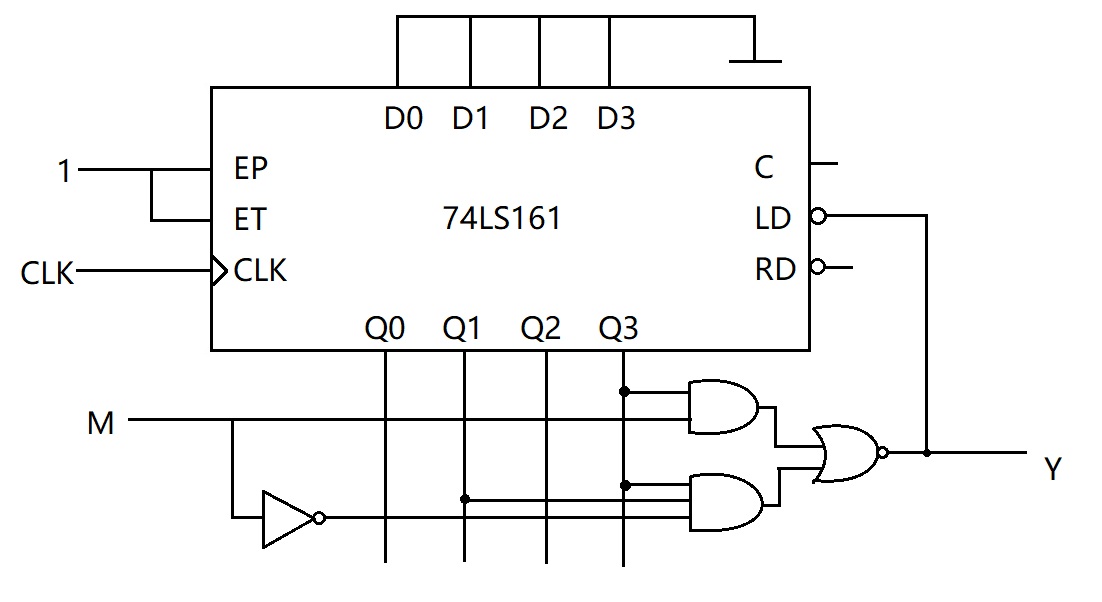 D0 D1 D2 D3
1 EP C
ET 74LS161 LD
CLK CLK RD
Q0 Q1 Q2 Q3
M
Y